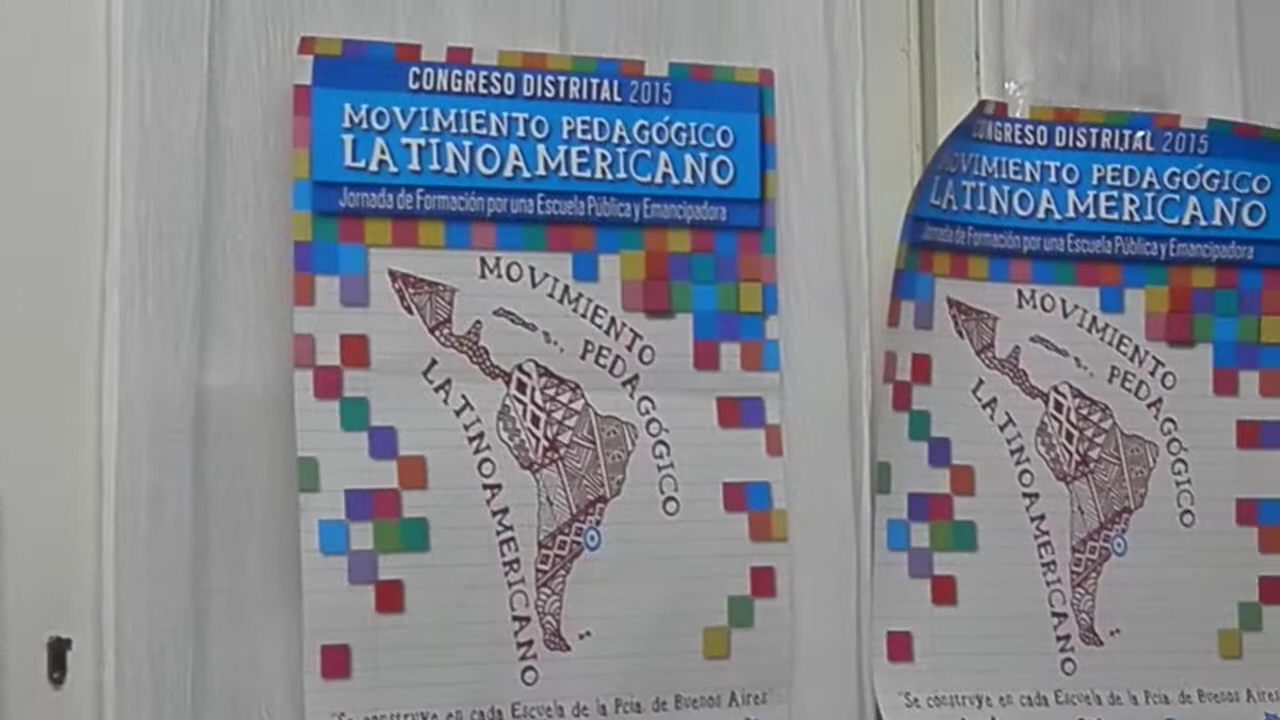 CONGRESO DISTRITAL 2015
MOVIMIENTO PEDAGÓGICO
LATINOAMERICANO
Jornada de Formación por una Escuela Pública y Emancipadora
MOVIMIENTO PEDAGÓGICO
LATINOAMERICANO
"Se construye en cada Escuela de la Pcia. de Buenos Aires"
CONGRESO DISTRITAL 2015
MOVIMIENTO PEDAGÓGICO
LATINOAMERICANO
Jornada de Formación por una Escuela Pública y Emancipadora
MOVIMIENTO PEDAGÓGICO
LATINOAMERICANO
"Se construye en cada Escuela de la Pcia. de Buenos Aires"